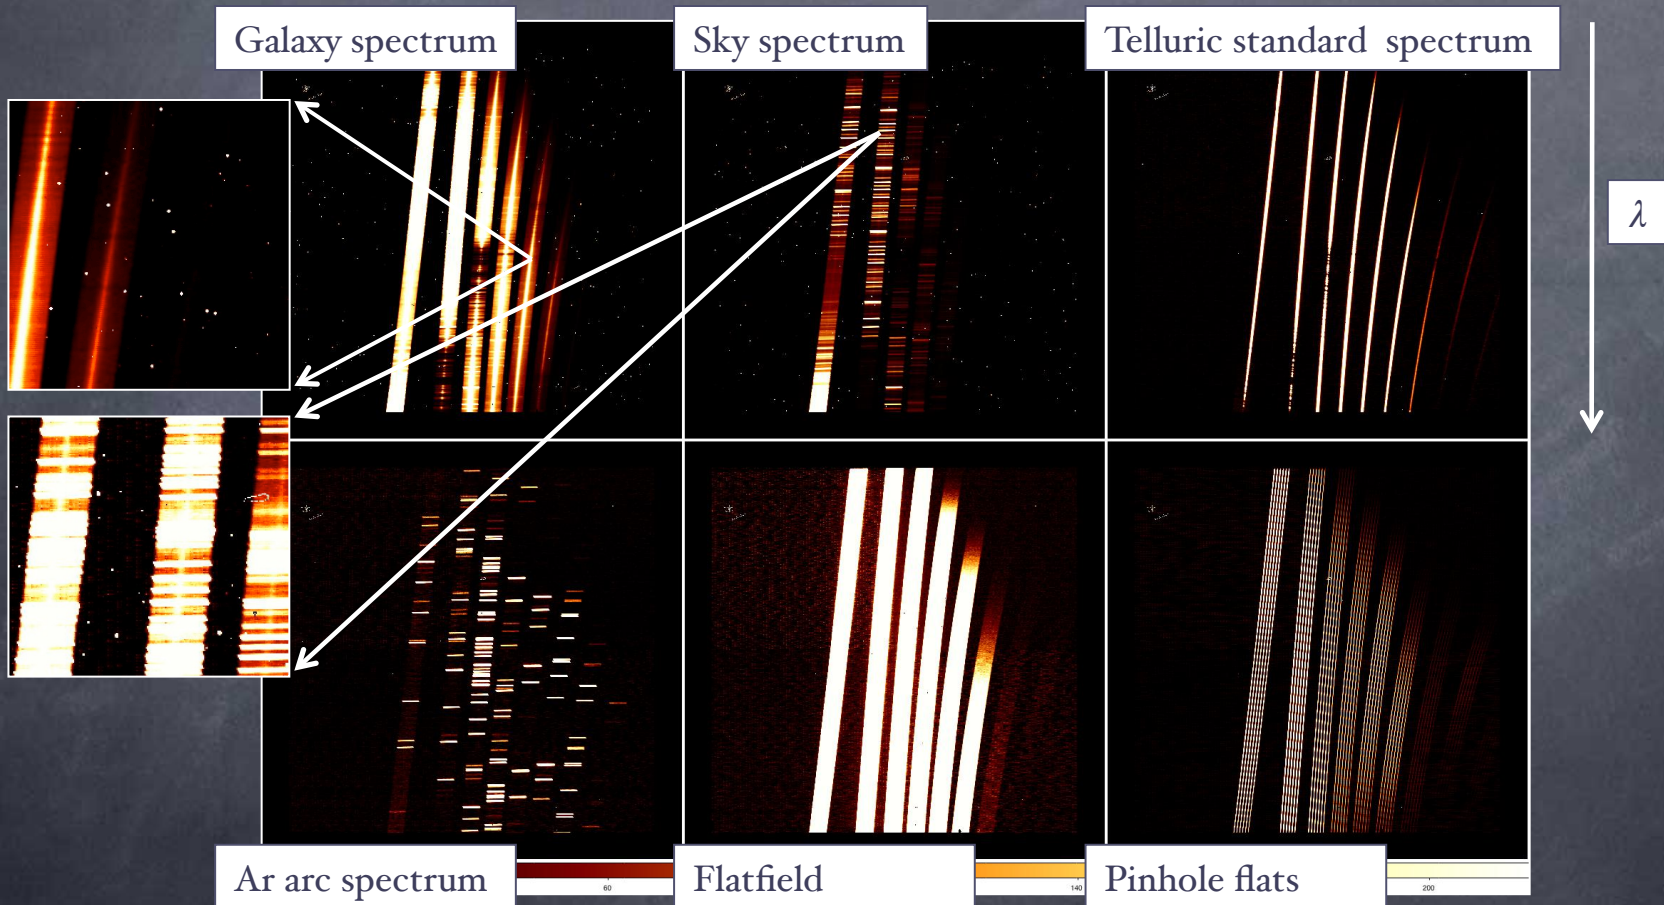 Galaxy spectrum
Sky spectrum
Telluric standard spectrum
λ
Ar arc spectrum
Flatfield
Pinhole flats
60
140
200